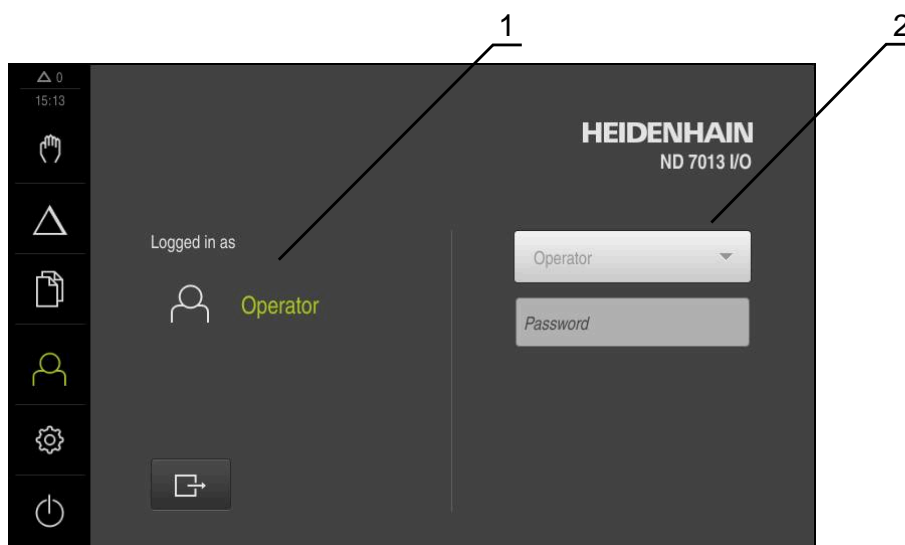 1
2
△ 0
15:13
HEIDENHAIN
ND 7013 I/O
Logged in as
Operator
Operator
Password